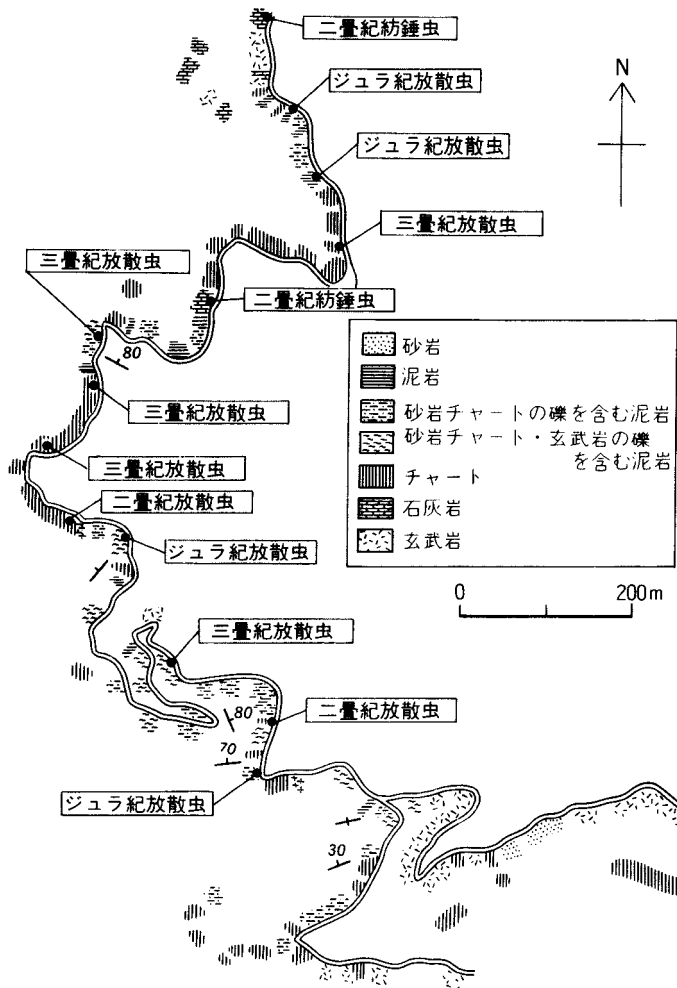 二畳紀紡錘虫
N
ジュラ紀放散虫
ジュラ紀放散虫
三畳紀放散虫
三畳紀放散虫
二畳紀紡錘虫
80
三畳紀放散虫
三畳紀放散虫
二畳紀放散虫
ジュラ紀放散虫
砂岩
泥岩
砂岩チャートの礫を含む泥岩
砂岩チャート・玄武岩の礫
を含む泥岩
チャート
石灰岩
玄武岩
0 200m
三畳紀放散虫
二畳紀放散虫
80
70
ジュラ紀放散虫
30